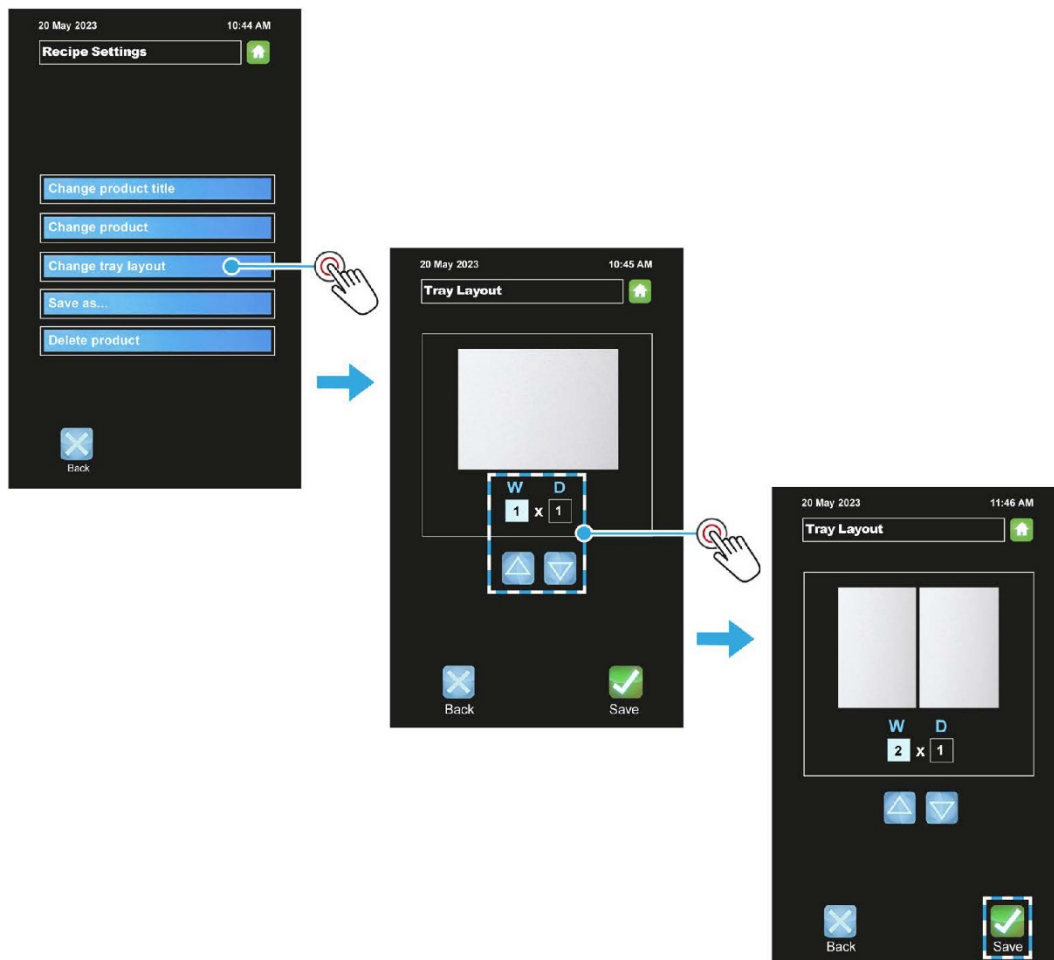 20 May 2023 10:44 AM
Recipe Settings
Change product title
Change product
Change tray layout
Save as...
Delete product
Back
20 May 2023 10:45 AM
Tray Layout
W D
1 x 1
Back Save
20 May 2023 11:46 AM
Tray Layout
W D
2 x 1
Back Save